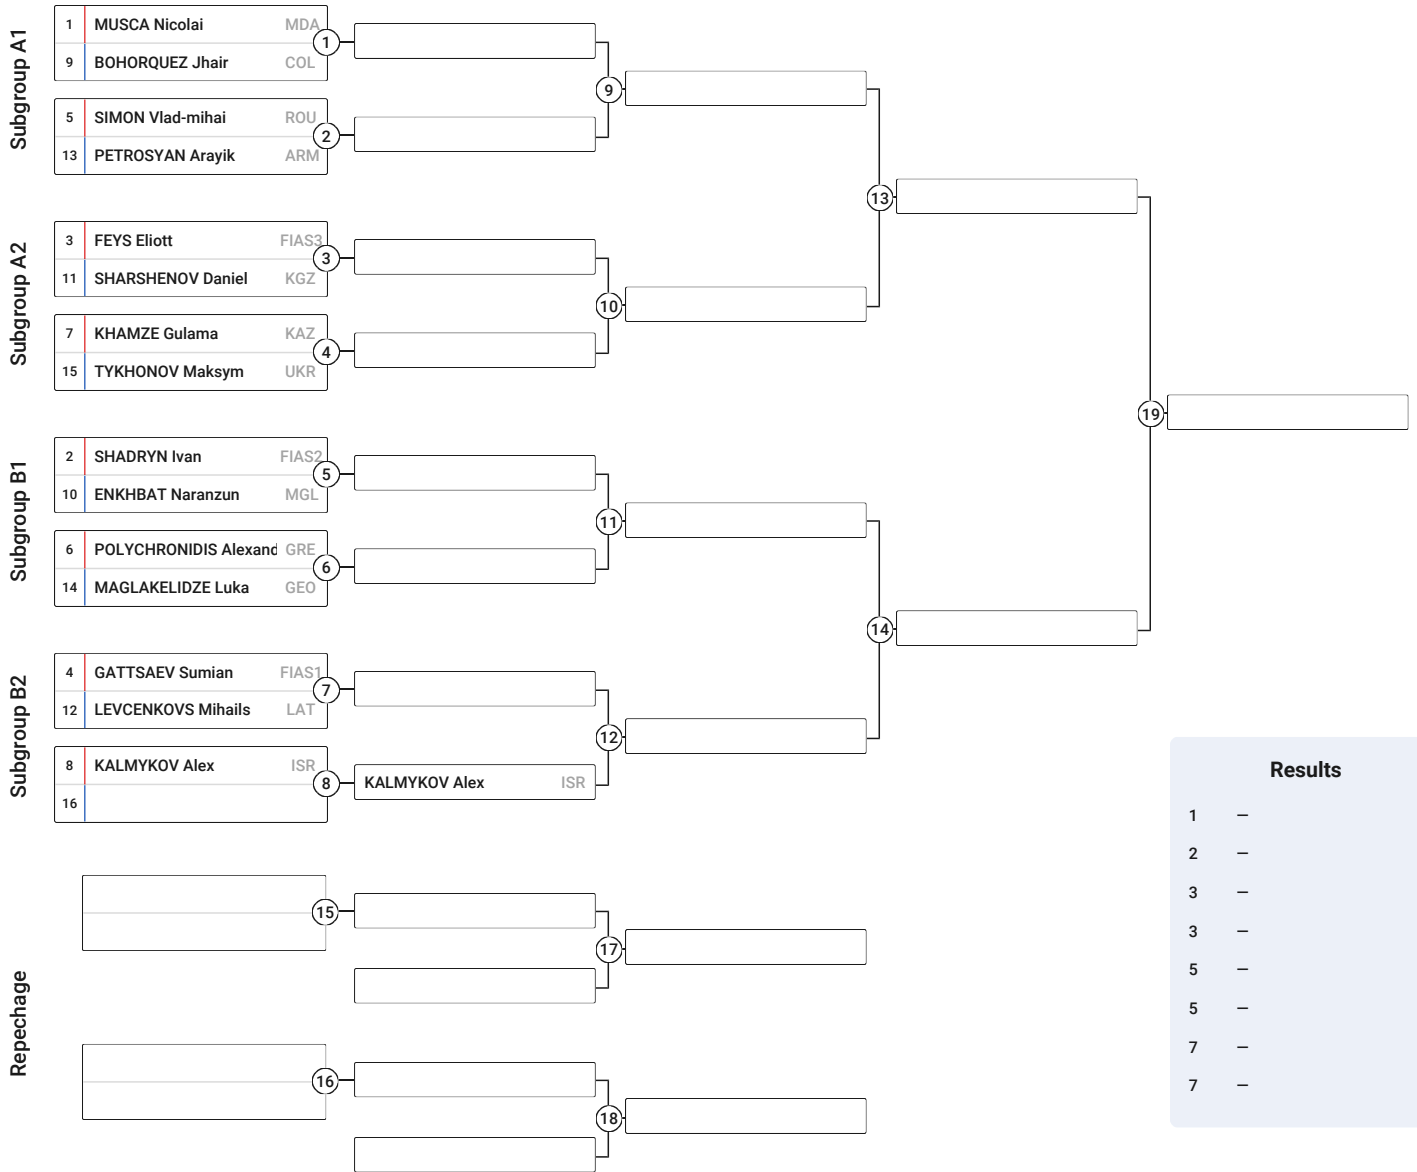 Subgroup A1
1 MUSCA Nicolai MDA
9 BOHORQUEZ Jhair COL
1
5 SIMON Vlad-mihai ROU
13 PETROSYAN Arayik ARM
2
9
Subgroup A2
3 FEYS Eliott FIAS3
11 SHARSHENOV Daniel KGZ
3
7 KHAMZE Gulama KAZ
15 TYKHONOV Maksym UKR
4
10
13
Subgroup B1
2 SHADRYN Ivan FIAS2
10 ENKHBAT Naranzun MGL
5
6 POLYCHRONIDIS Alexand GRE
14 MAGLAKELIDZE Luka GEO
6
11
Subgroup B2
4 GATTSAEV Sumian FIAS1
12 LEVCENKOVS Mihails LAT
7
8 KALMYKOV Alex ISR
16
8
KALMYKOV Alex ISR
12
14
19
Repechage
15
17
16
18
Results
1 –
2 –
3 –
3 –
5 –
5 –
7 –
7 –